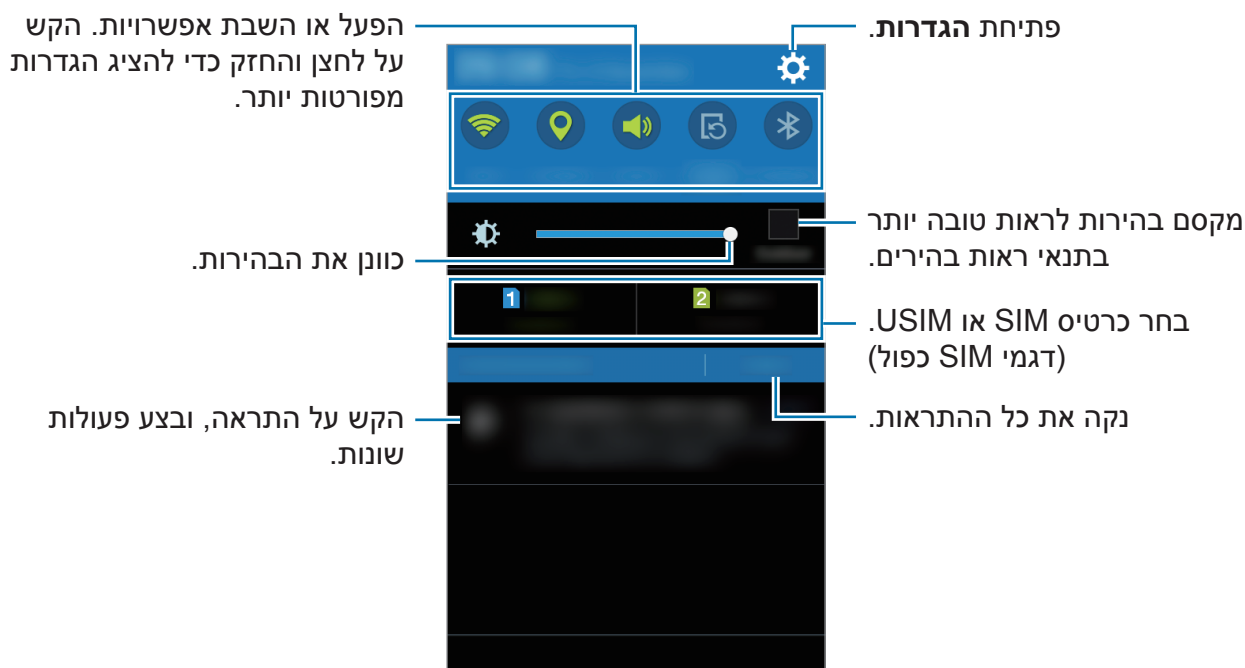 פתיחת הגדרות.
הפעל או השבת אפשרויות. הקש
על לחצן והחזק כדי להציג הגדרות
מפורטות יותר.
מקסם בהירות לראות טובה יותר
בתנאי ראות בהירים.
כוונן את הבהירות.
1
2
בחר כרטיס SIM או USIM.
(דגמי SIM כפול)
נקה את כל ההתראות.
הקש על התראה, ובצע פעולות
שונות.